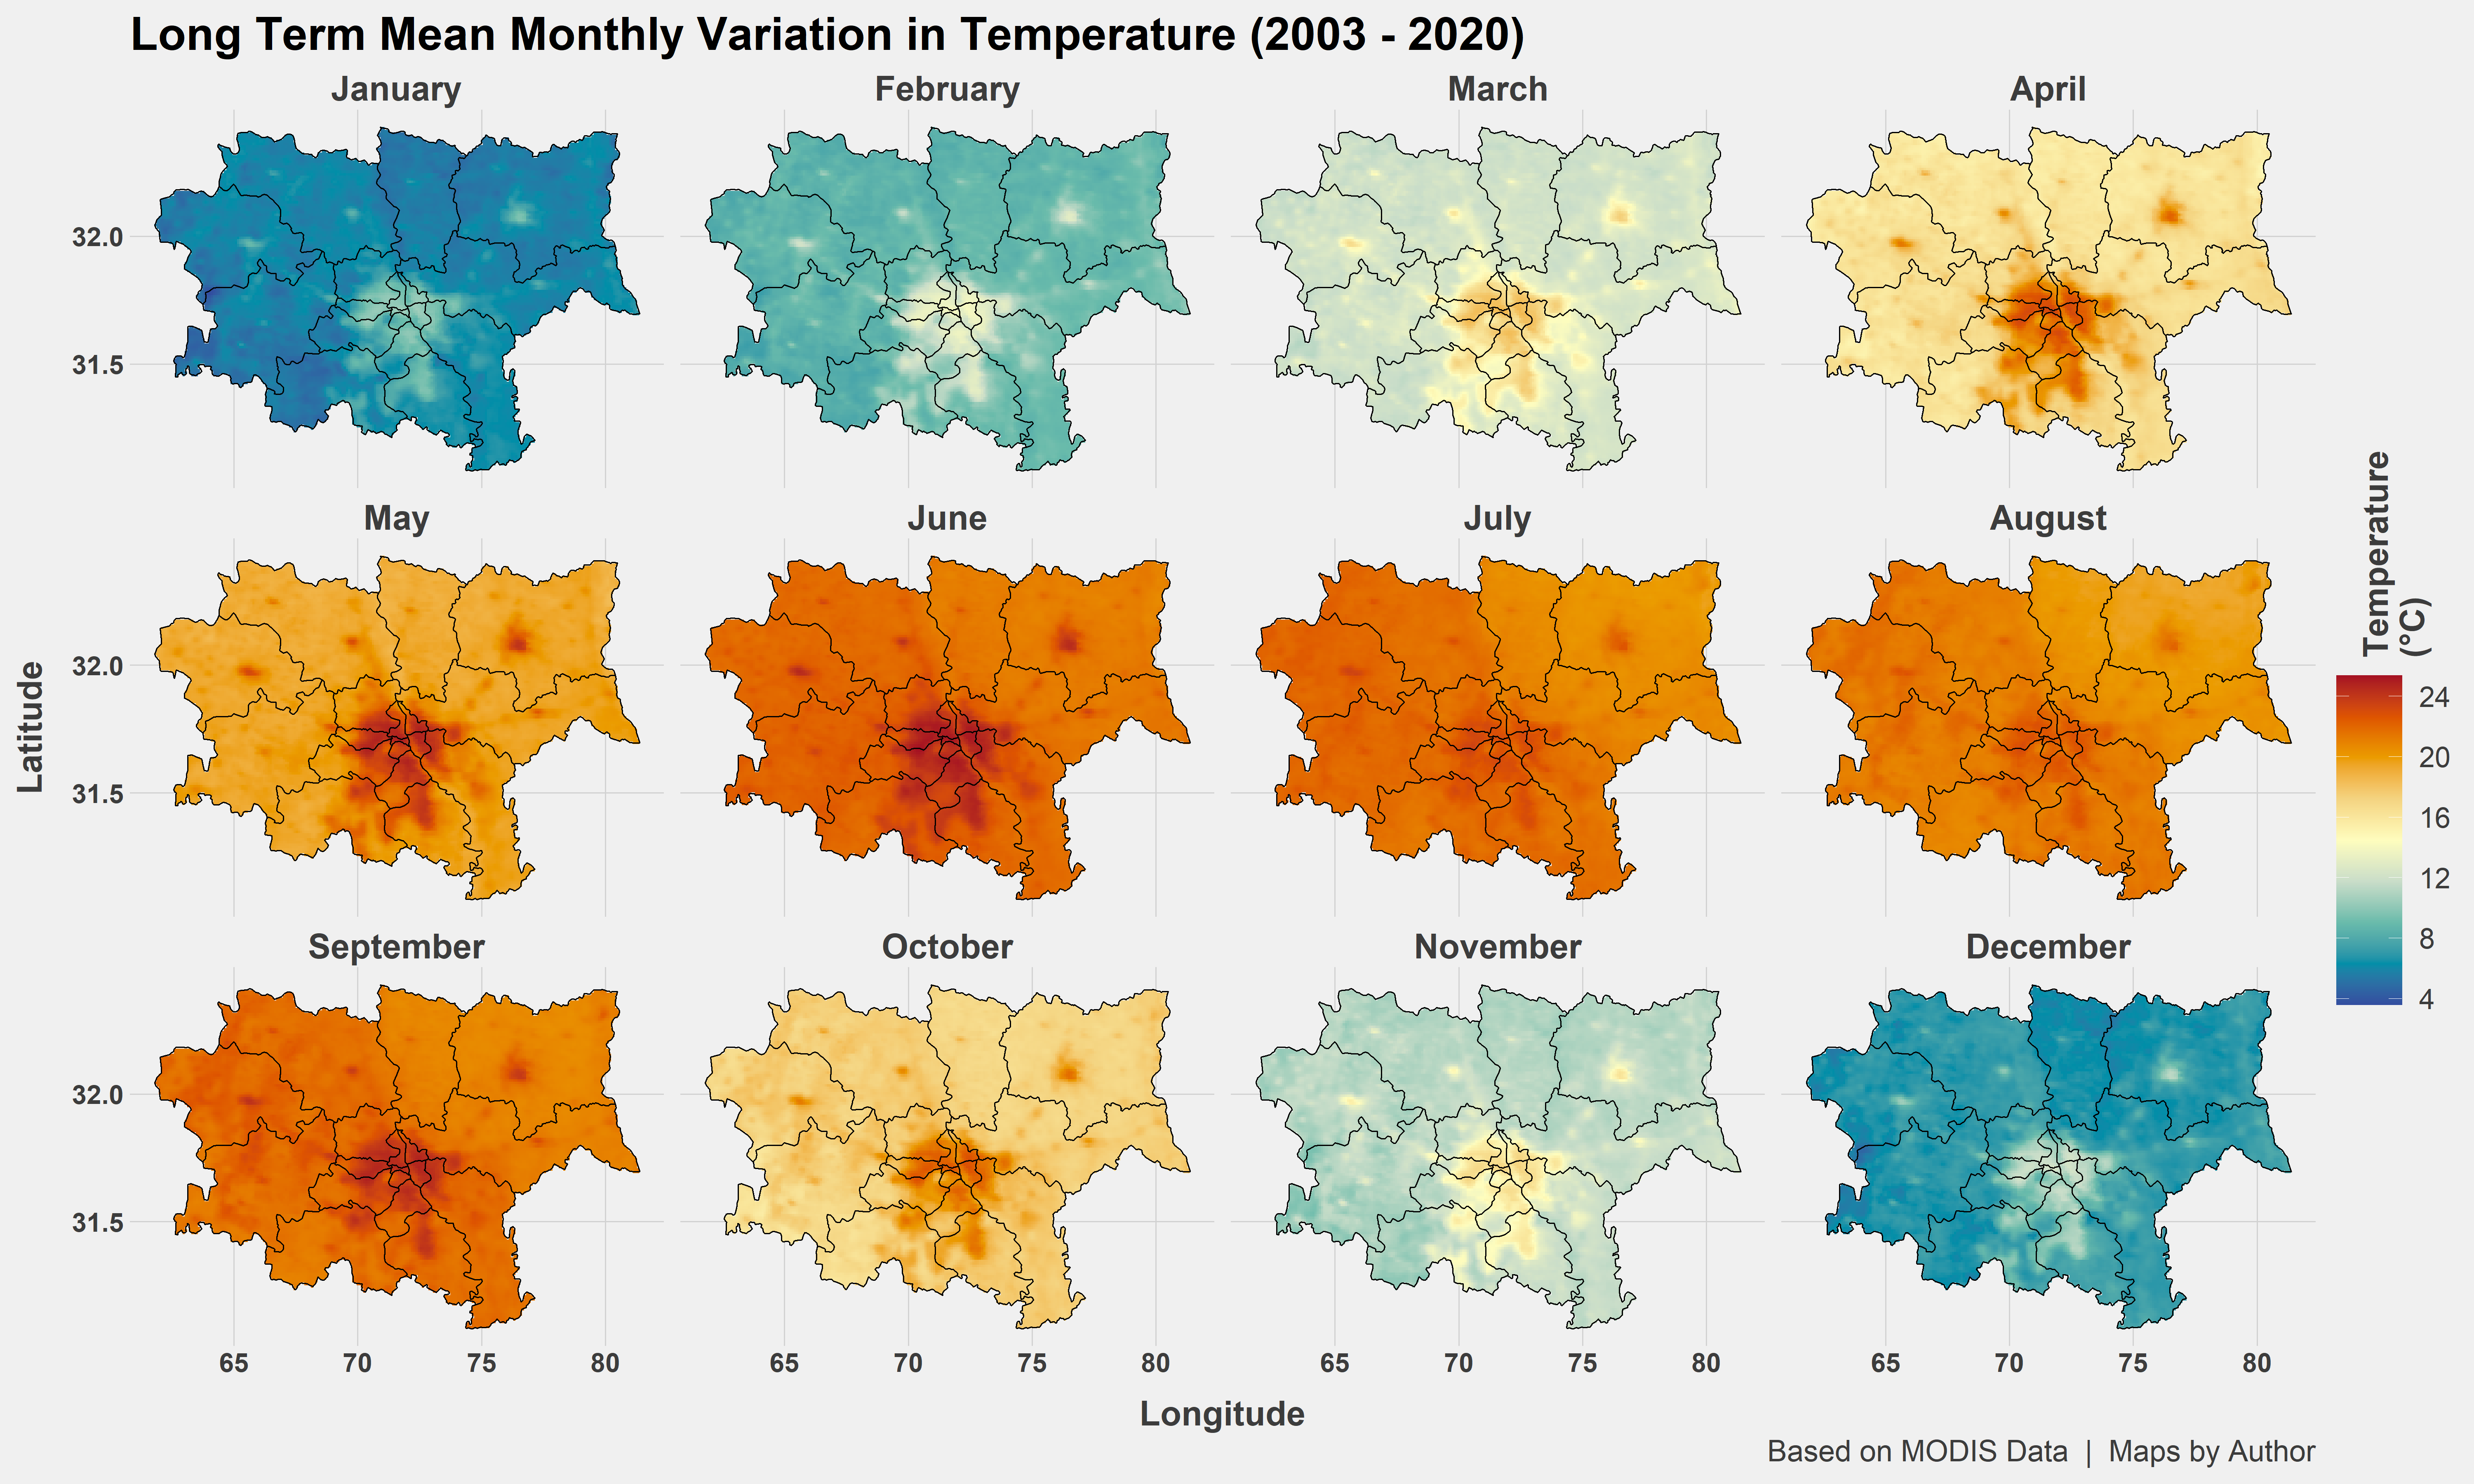 Long Term Mean Monthly Variation in Temperature (2003 - 2020)
January
February
March
April
32.0
31.5
May
June
July
August
32.0
31.5
September
October
November
December
32.0
31.5
65 70 75 80
65 70 75 80
65 70 75 80
65 70 75 80
Latitude
Longitude
Temperature
(°C)
24
20
16
12
8
4
Based on MODIS Data | Maps by Author